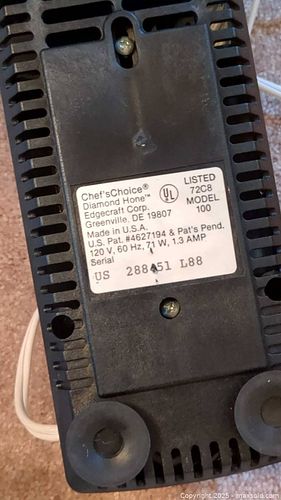 Chef'sChoice®
Diamond Hone™
Edgecraft Corp.
Greenville, DE 19807
Made in U.S.A.
U.S. Pat. #4627194 & Pat's Pend.
120 V, 60 Hz, 71 W, 1.3 AMP
Serial
UL
LISTED
72C8
MODEL
100
US L88
Copyright © 2025 - maxsold.com